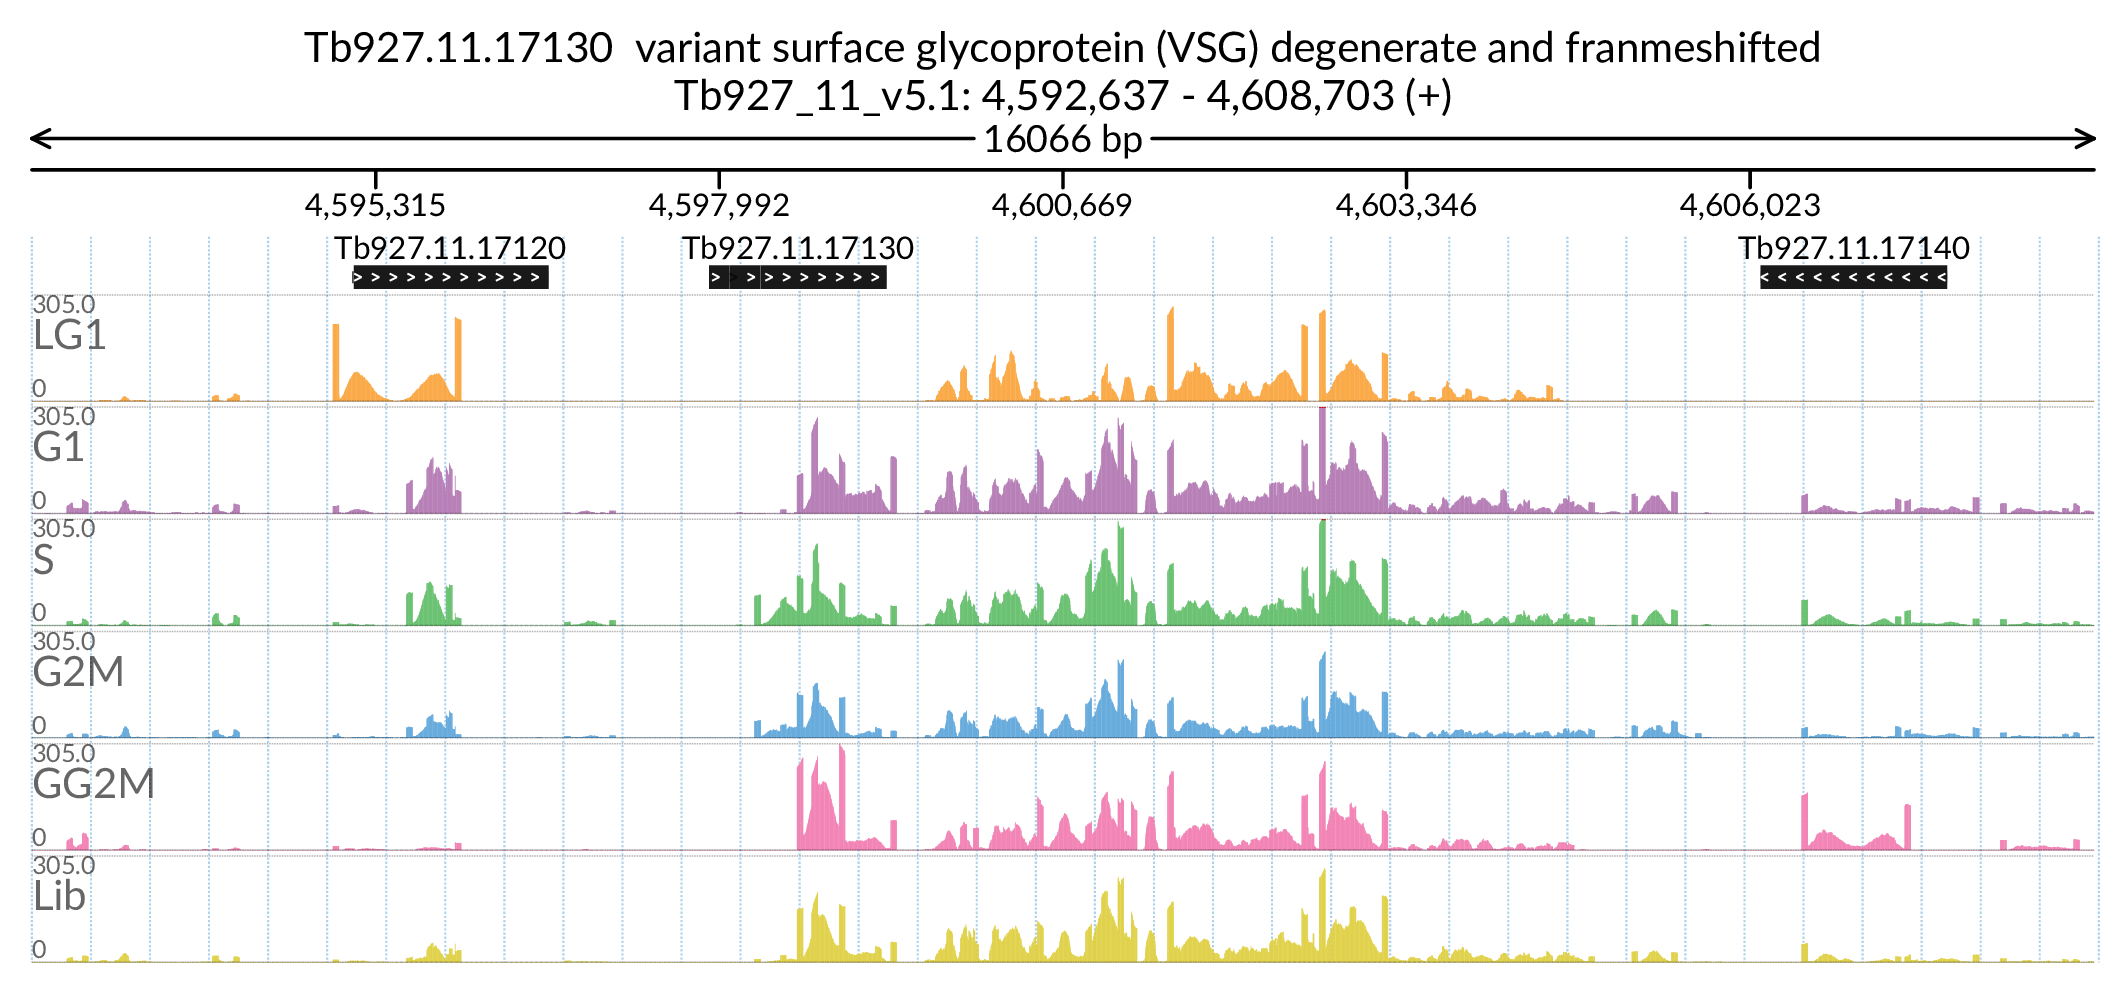 Tb927.11.17130  variant surface glycoprotein (VSG) degenerate and franmeshifted
Tb927_11_v5.1: 4,592,637 - 4,608,703 (+)
16066 bp
4,595,315 4,597,992 4,600,669 4,603,346 4,606,023
Tb927.11.17120 Tb927.11.17130 Tb927.11.17140
305.0
LG1
0
305.0
G1
0
305.0
S
0
305.0
G2M
0
305.0
GG2M
0
305.0
Lib
0